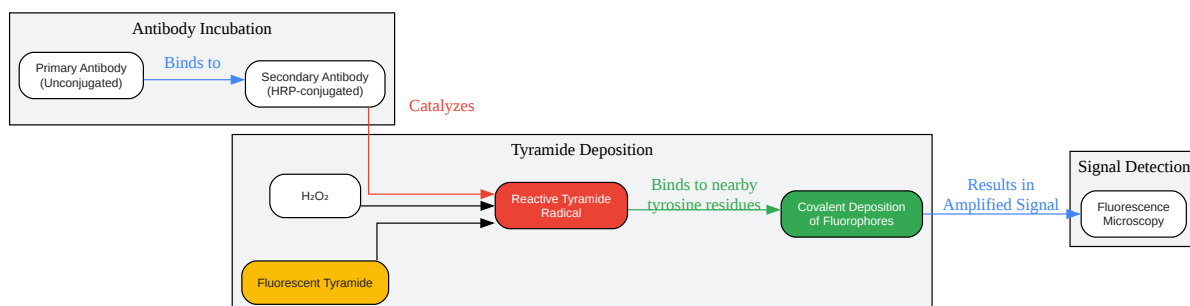 Antibody Incubation
Primary Antibody
(Unconjugated)
Binds to
Secondary Antibody
(HRP-conjugated)
Catalyzes
Tyramide Deposition
H₂O₂
Fluorescent Tyramide
Reactive Tyramide
Radical
Binds to nearby
tyrosine residues
Covalent Deposition
of Fluorophores
Results in
Amplified Signal
Signal Detection
Fluorescence
Microscopy